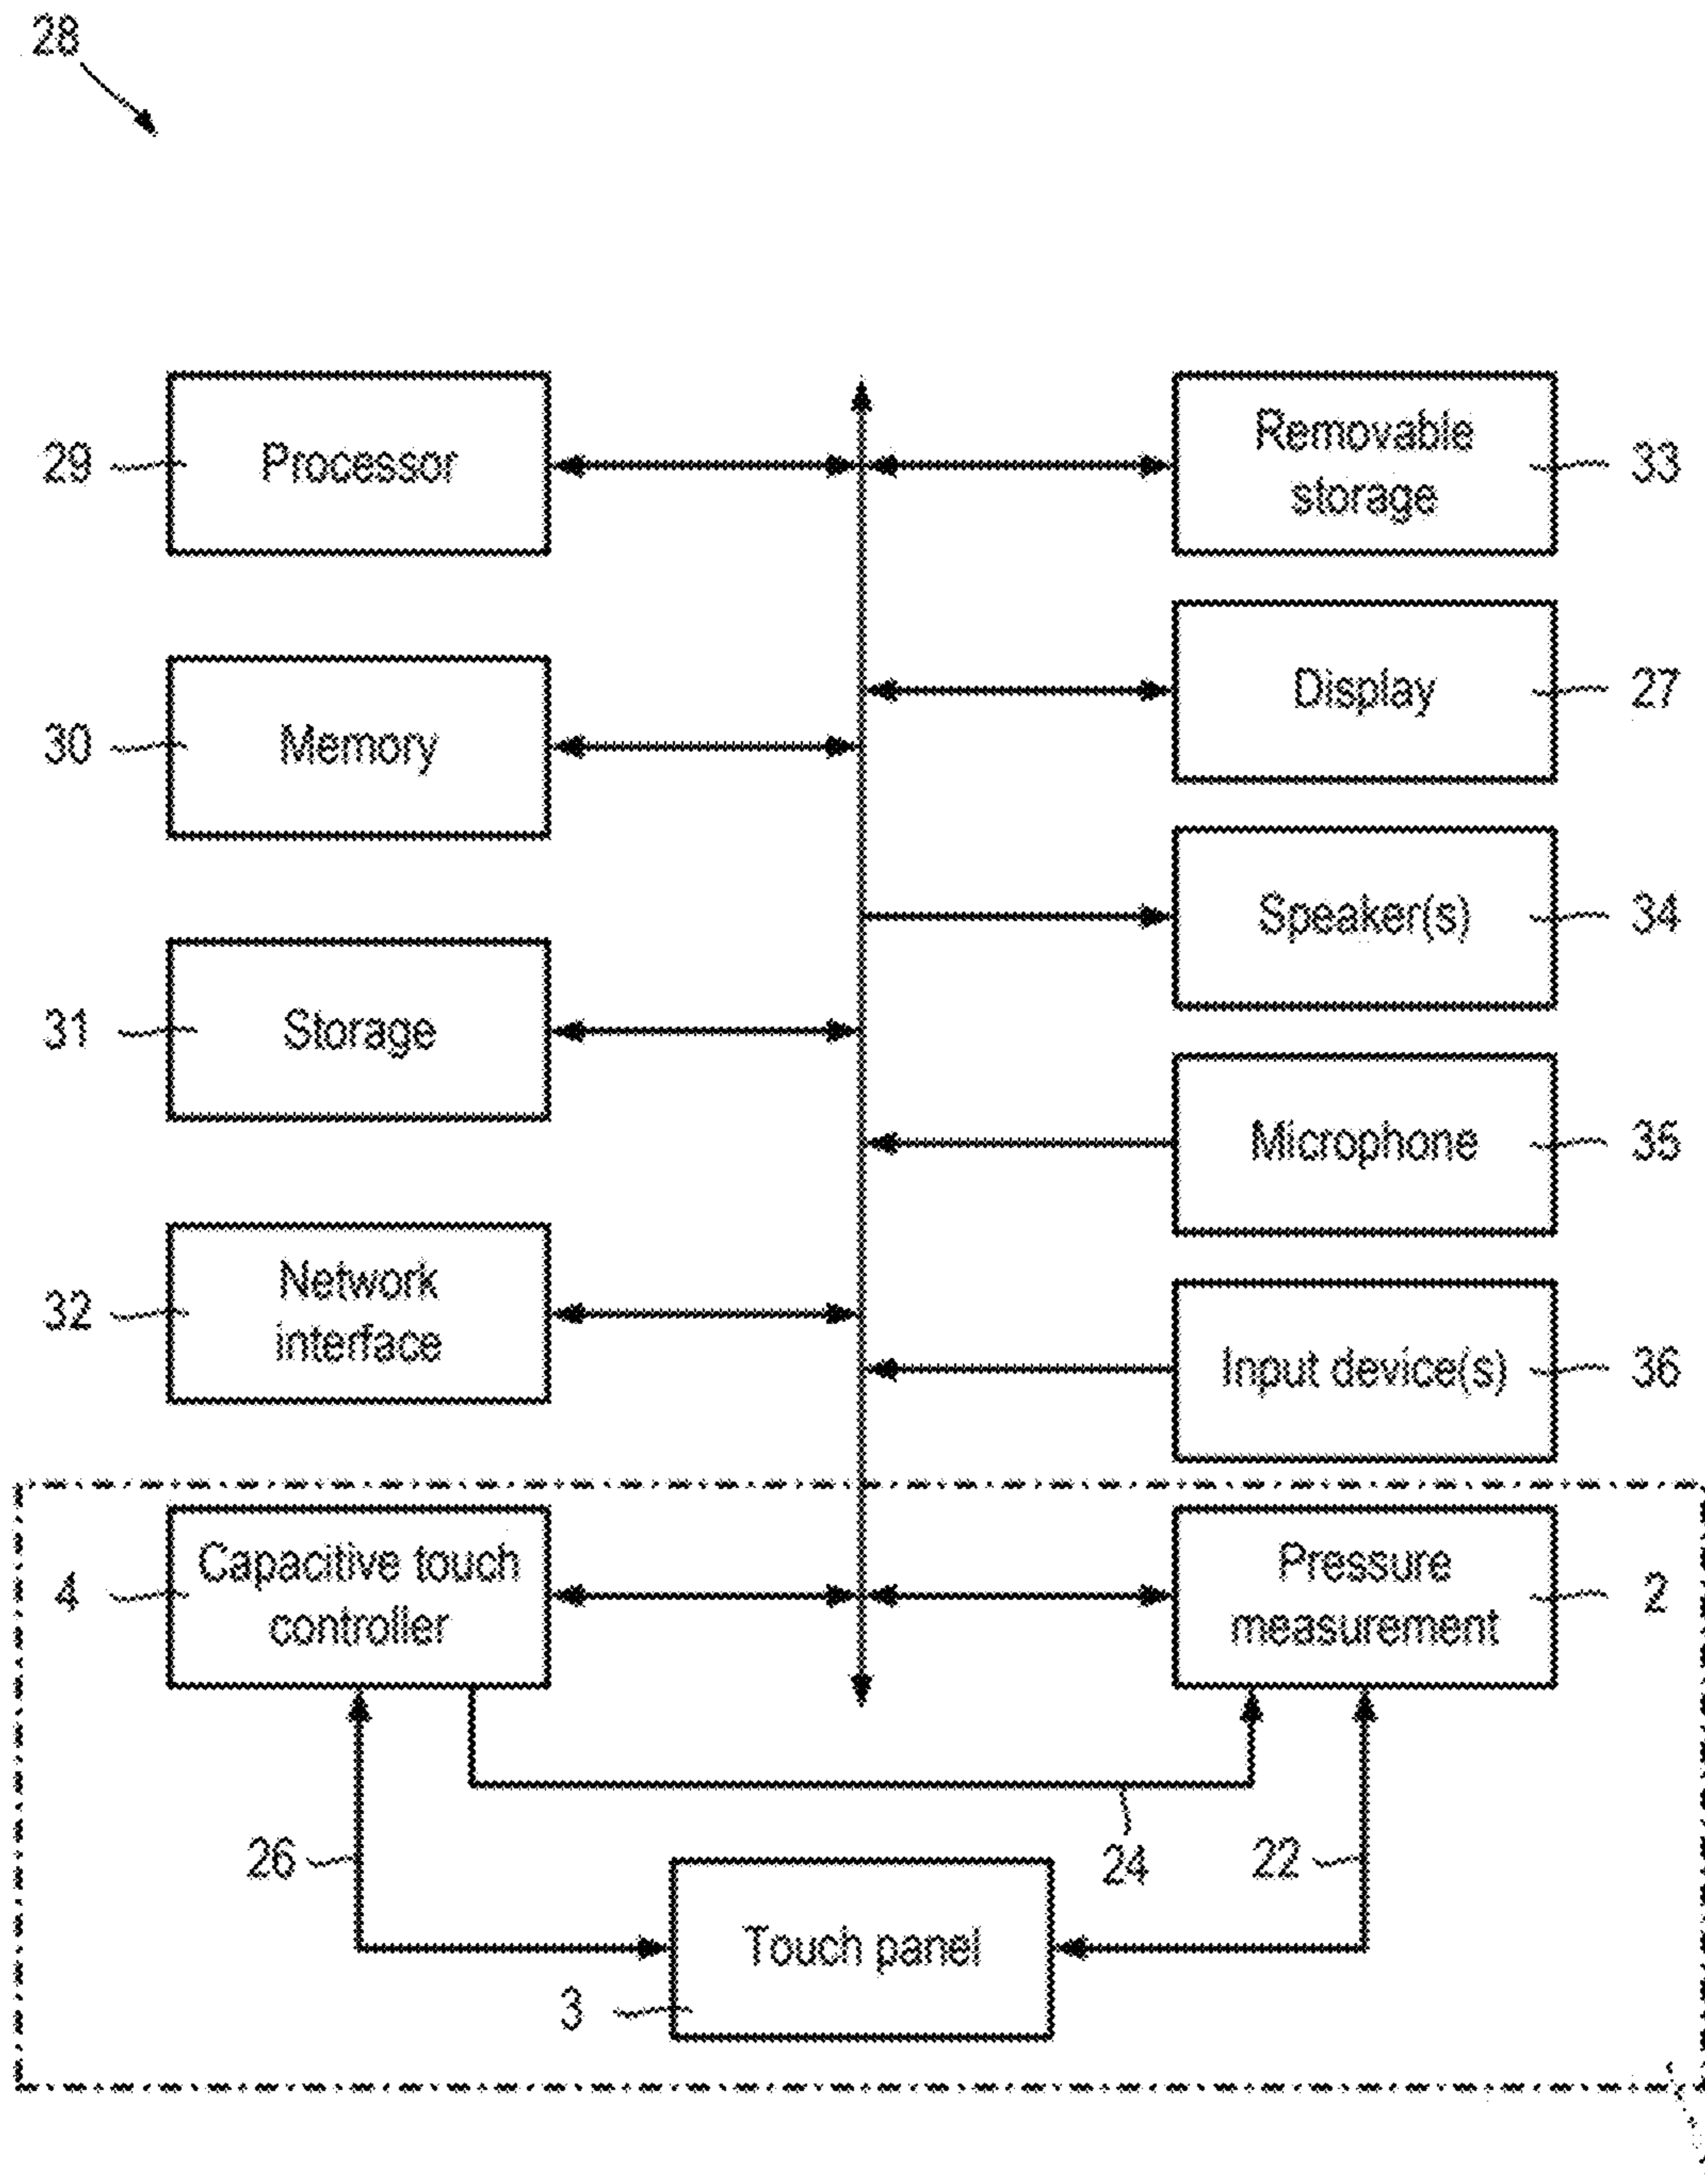 28
29
Processor
Removable
storage
33
Display
27
30
Memory
Speaker(s)
34
31
Storage
Microphone
35
32
Network
interface
Input device(s)
36
4
Capacitive touch
controller
Pressure
measurement
2
26
24
22
Touch panel
3